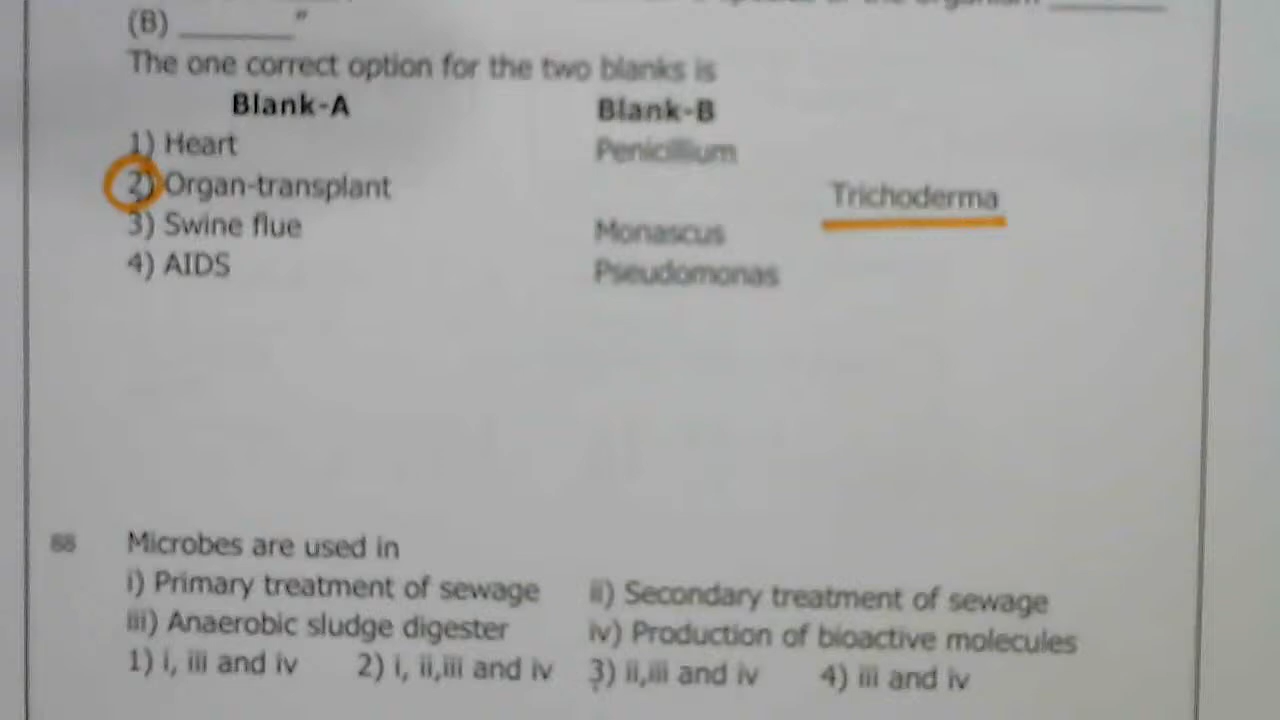 (B) ________"
The one correct option for the two blanks is
Blank-A Blank-B
1) Heart Penicillium
2) Organ-transplant Trichoderma
3) Swine flue Monascus
4) AIDS Pseudomonas
88 Microbes are used in
i) Primary treatment of sewage ii) Secondary treatment of sewage
iii) Anaerobic sludge digester iv) Production of bioactive molecules
1) i, iii and iv 2) i, ii,iii and iv 3) ii,iii and iv 4) iii and iv